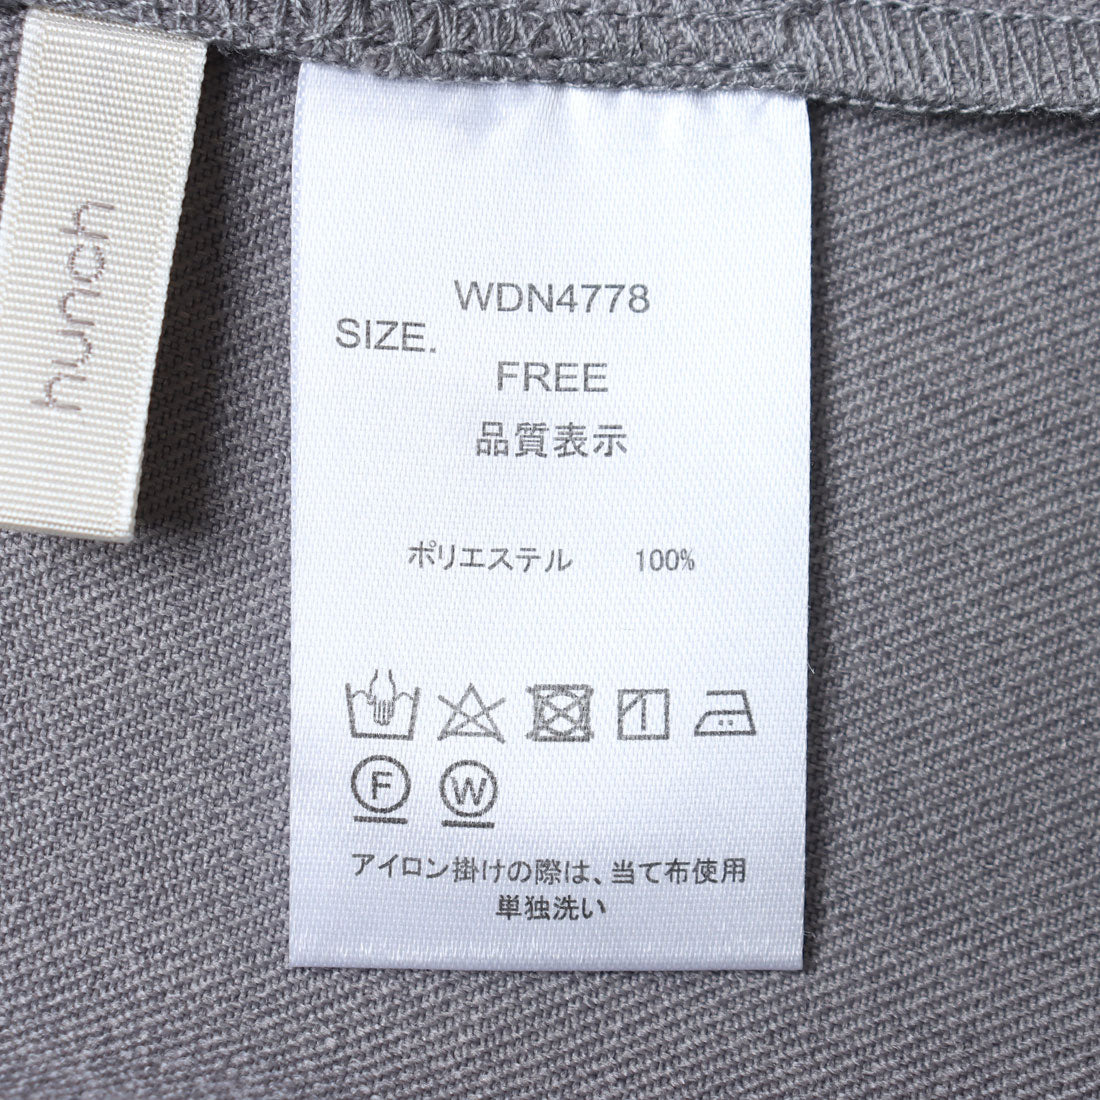 hunch
WDN4778
SIZE.
FREE
品質表示
ポリエステル 100%
F W
アイロン掛けの際は、当て布使用
単独洗い